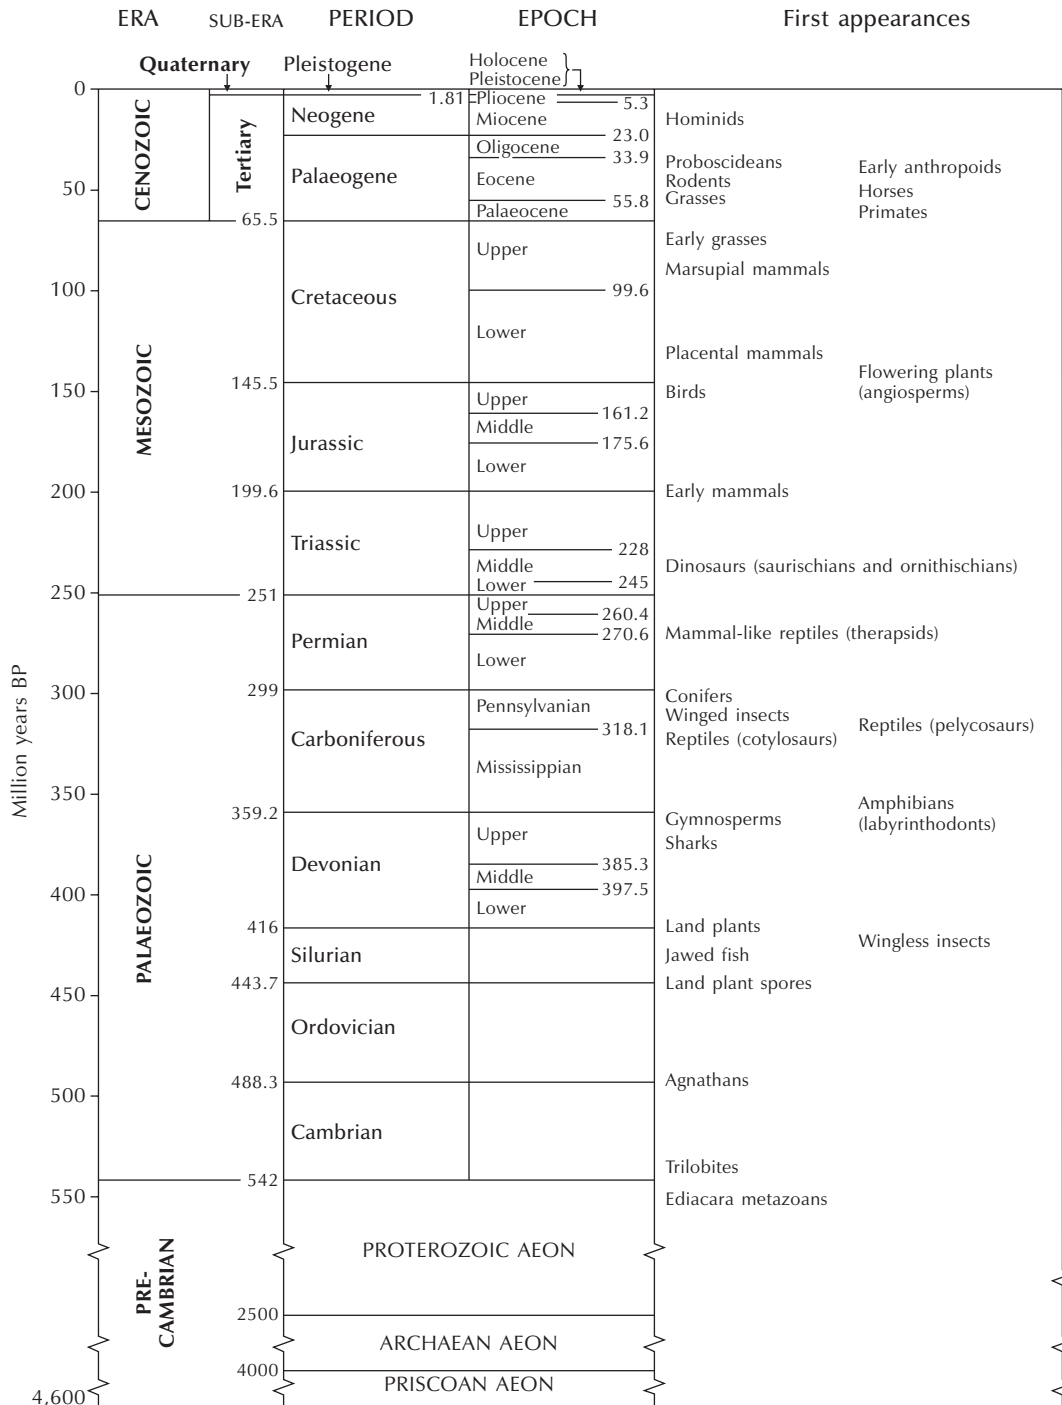 ERA SUB-ERA PERIOD EPOCH First appearances
Quaternary Pleistogene Holocene
Pleistocene
0
1.81 Pliocene 5.3
Neogene Miocene Hominids
23.0
Oligocene
33.9
CENOZOIC Tertiary Palaeogene Proboscideans Early anthropoids
Eocene Rodents Horses
50 55.8 Grasses
Palaeocene Primates
65.5
Upper Early grasses
Marsupial mammals
100 Cretaceous 99.6
Lower
Placental mammals
MESOZOIC Flowering plants
145.5
150 Upper Birds (angiosperms)
161.2
Middle
Jurassic 175.6
Lower
200 199.6 Early mammals
Upper
Triassic 228
Middle Dinosaurs (saurischians and ornithischians)
Lower 245
250 251
Upper 260.4
Middle 270.6 Mammal-like reptiles (therapsids)
Permian
Lower
300 299 Conifers
Pennsylvanian Winged insects
318.1 Reptiles (pelycosaurs)
Carboniferous Reptiles (cotylosaurs)
Million years BP
Mississippian
350 Amphibians
359.2 Gymnosperms (labyrinthodonts)
Upper Sharks
Devonian 385.3
Middle
400 397.5
Lower
416 Land plants
PALAEOZOIC Silurian Wingless insects
Jawed fish
450 443.7 Land plant spores
Ordovician
500 488.3 Agnathans
Cambrian
Trilobites
542
550 Ediacara metazoans
PRE-
CAMBRIAN
PROTEROZOIC AEON
2500
ARCHAEAN AEON
4000
PRISCOAN AEON
4,600